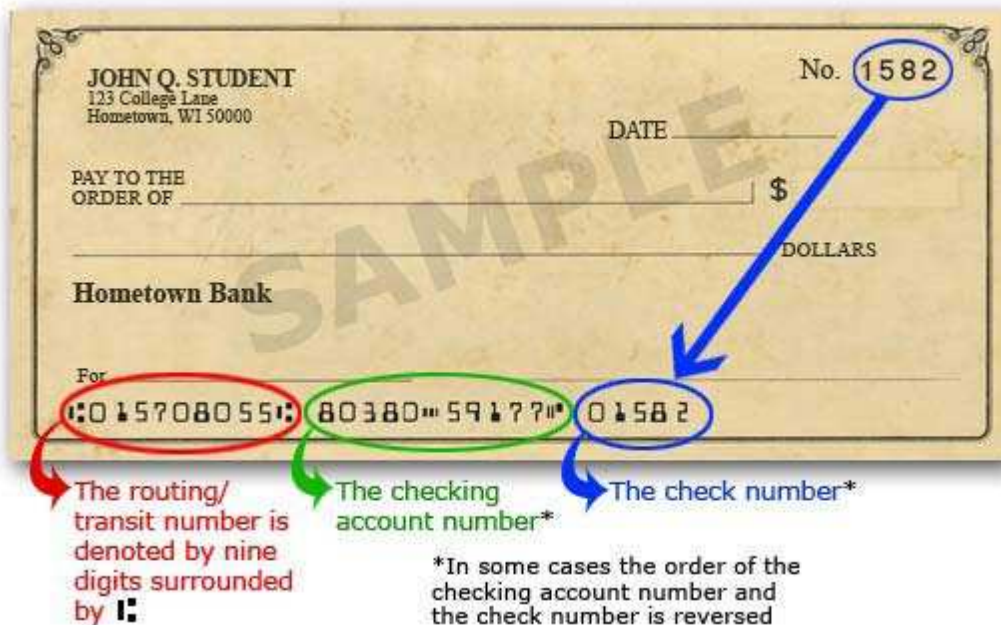 JOHN Q. STUDENT
123 College Lane
Hometown, WI 50000
No. 1582
DATE
PAY TO THE
ORDER OF
$
SAMPLE
DOLLARS
Hometown Bank
For
⑆015708055⑆ 80380⑉59177⑈ 01582
The routing/
transit number is
denoted by nine
digits surrounded
by ⑆
The checking
account number*
The check number*
*In some cases the order of the
checking account number and
the check number is reversed